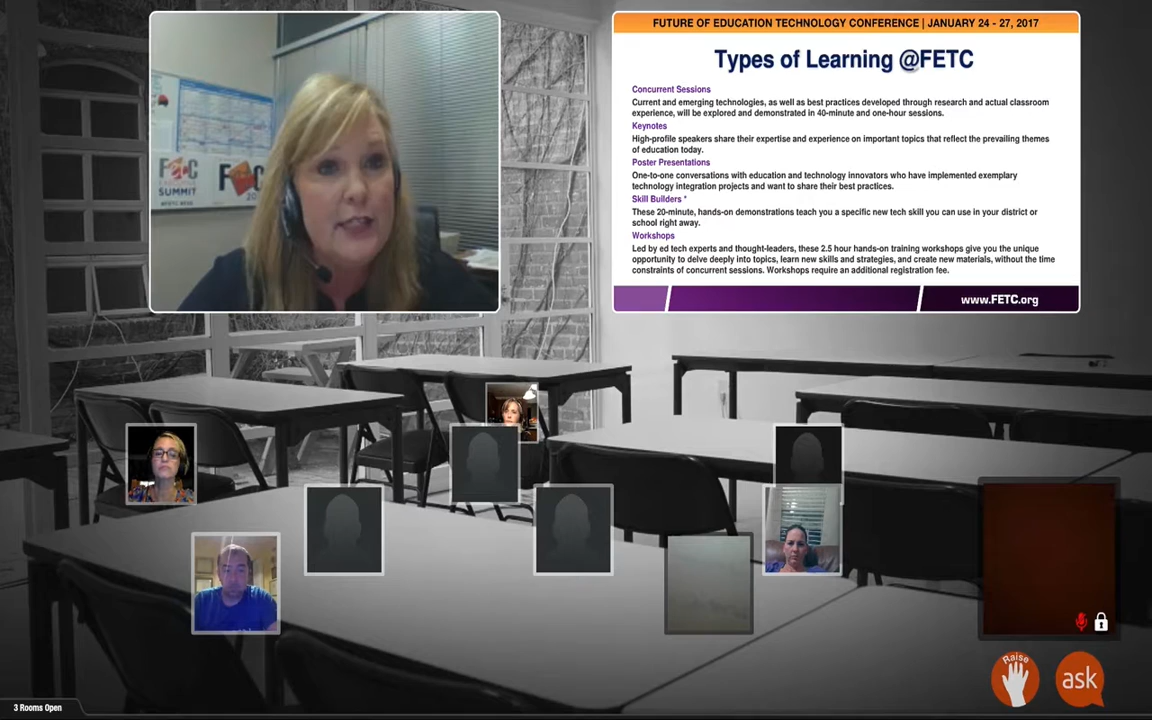 FUTURE OF EDUCATION TECHNOLOGY CONFERENCE | JANUARY 24 - 27, 2017
Types of Learning @FETC
Concurrent Sessions
Current and emerging technologies, as well as best practices developed through research and actual classroom
experience, will be explored and demonstrated in 40-minute and one-hour sessions.
Keynotes
High-profile speakers share their expertise and experience on important topics that reflect the prevailing themes
of education today.
Poster Presentations
One-to-one conversations with education and technology innovators who have implemented exemplary
technology integration projects and want to share their best practices.
Skill Builders *
These 20-minute, hands-on demonstrations teach you a specific new tech skill you can use in your district or
school right away.
Workshops
Led by ed tech experts and thought-leaders, these 2.5 hour hands-on training workshops give you the unique
opportunity to delve deeply into topics, learn new skills and strategies, and create new materials, without the time
constraints of concurrent sessions. Workshops require an additional registration fee.
www.FETC.org
FETC
SUMMIT
FETC
Raise
ask
3 Rooms Open